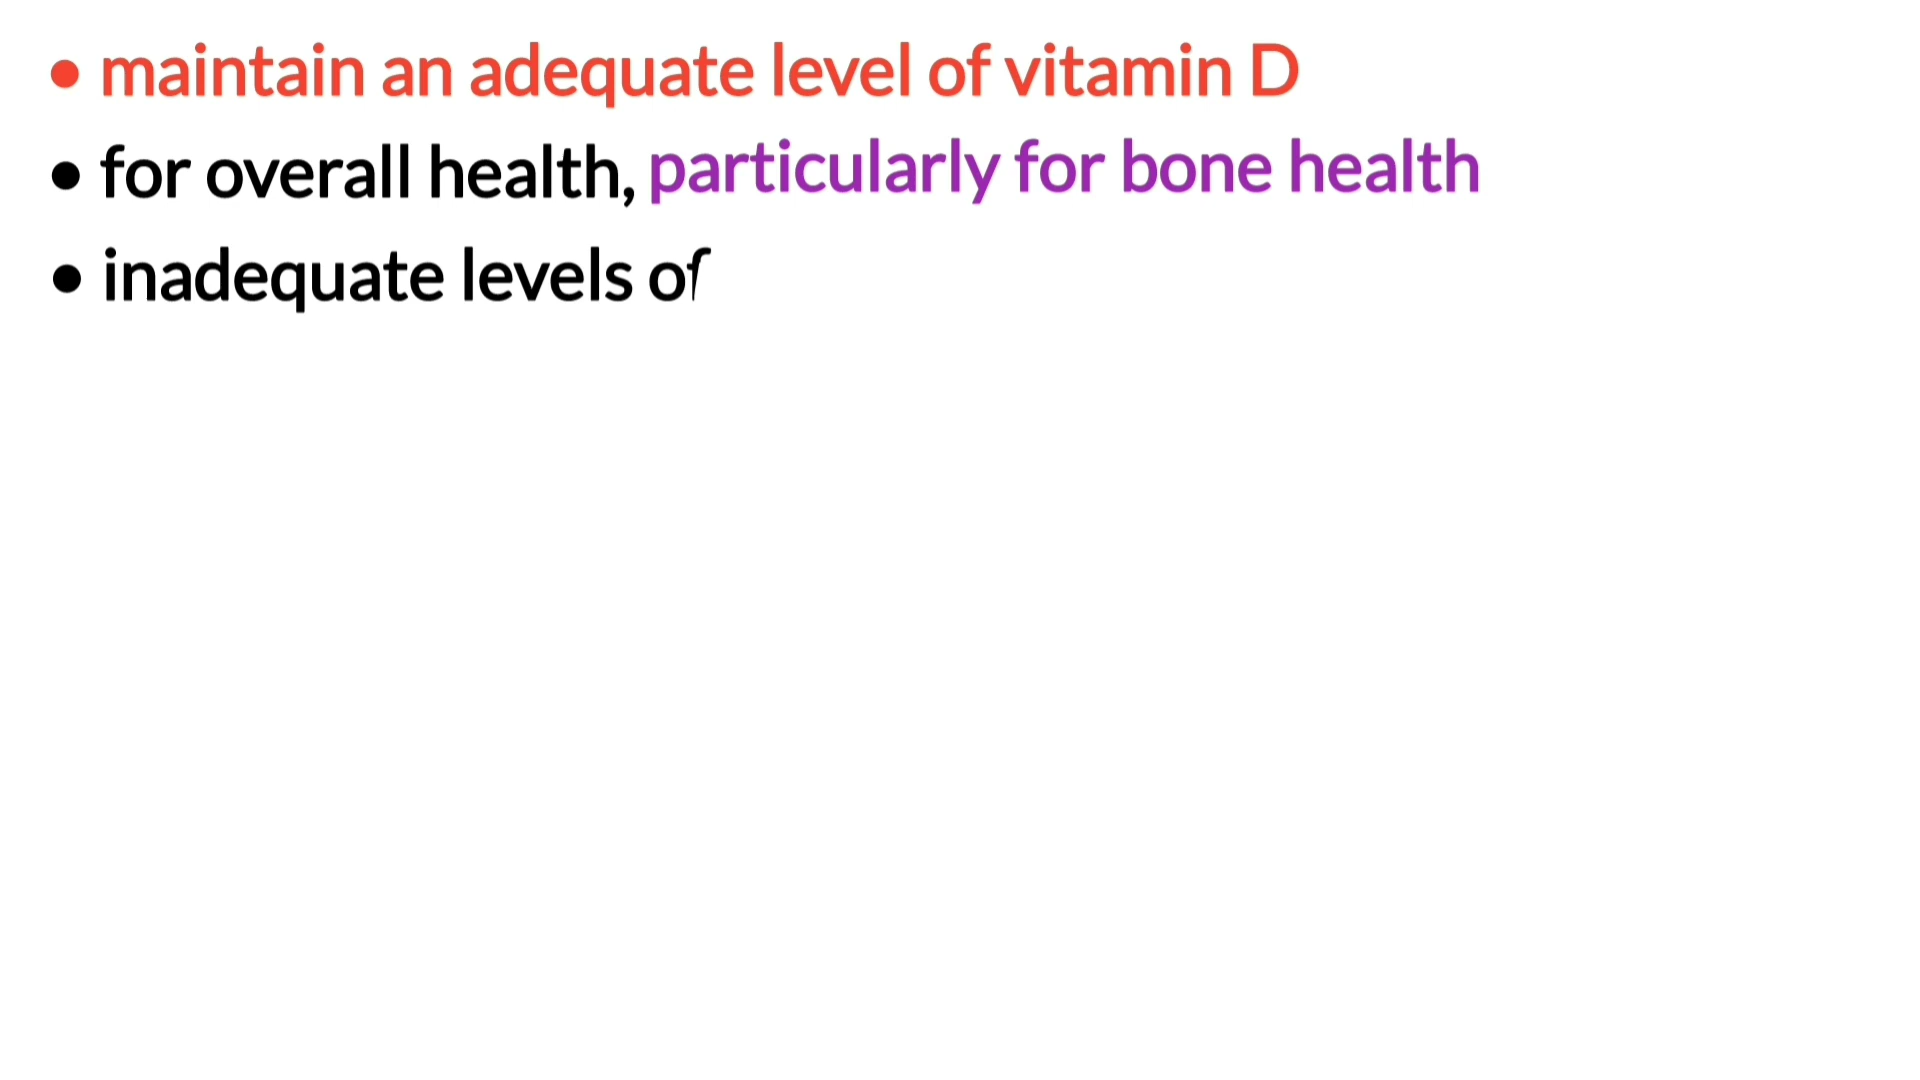 ● maintain an adequate level of vitamin D
● for overall health, particularly for bone health
● inadequate levels of